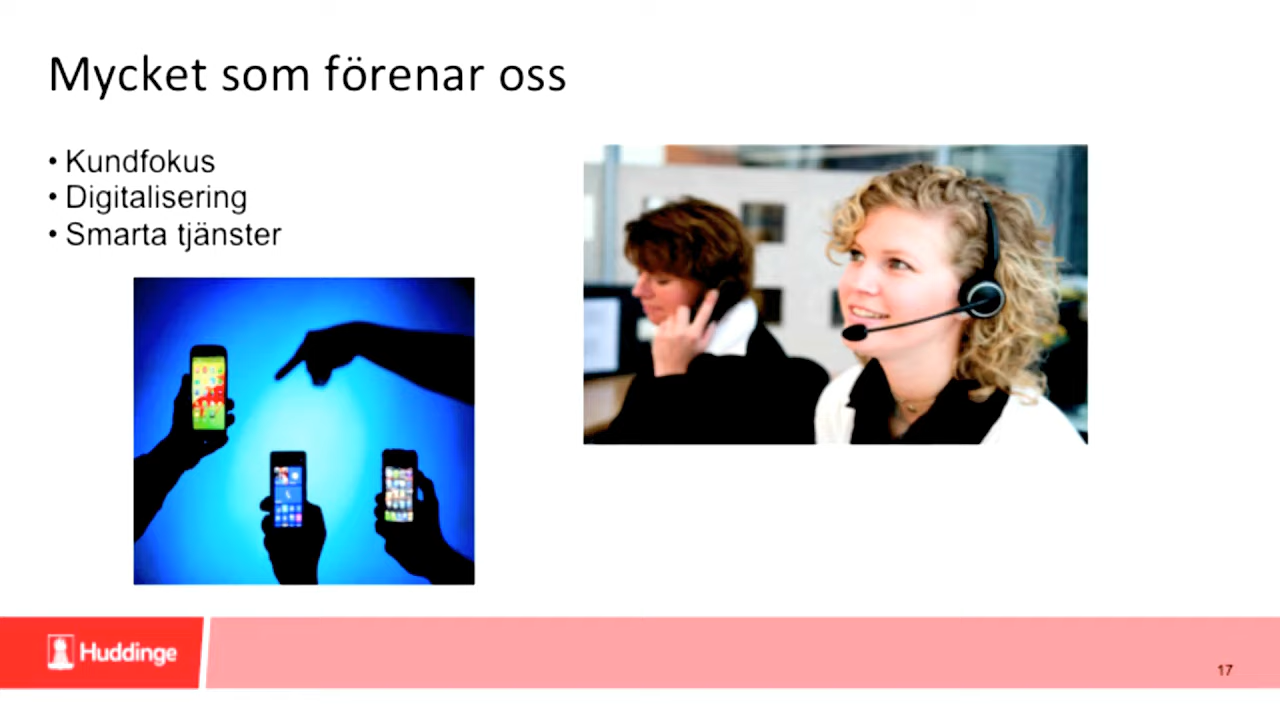 Mycket som förenar oss
• Kundfokus
• Digitalisering
• Smarta tjänster
Huddinge
17